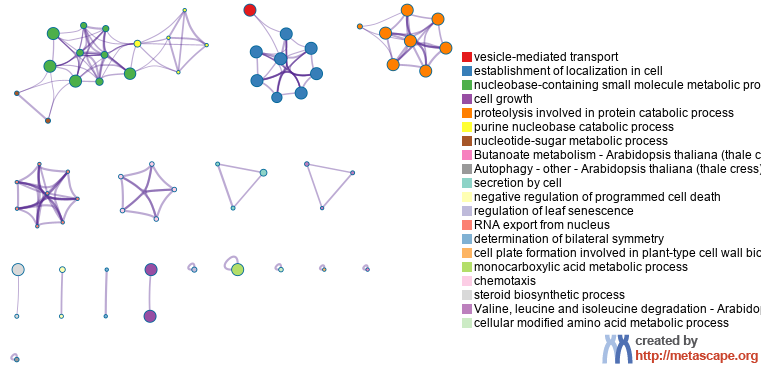 vesicle-mediated transport
establishment of localization in cell
nucleobase-containing small molecule metabolic pro
cell growth
proteolysis involved in protein catabolic process
purine nucleobase catabolic process
nucleotide-sugar metabolic process
Butanoate metabolism - Arabidopsis thaliana (thale c
Autophagy - other - Arabidopsis thaliana (thale cress)
secretion by cell
negative regulation of programmed cell death
regulation of leaf senescence
RNA export from nucleus
determination of bilateral symmetry
cell plate formation involved in plant-type cell wall bio
monocarboxylic acid metabolic process
chemotaxis
steroid biosynthetic process
Valine, leucine and isoleucine degradation - Arabidop
cellular modified amino acid metabolic process
created by
http://metascape.org